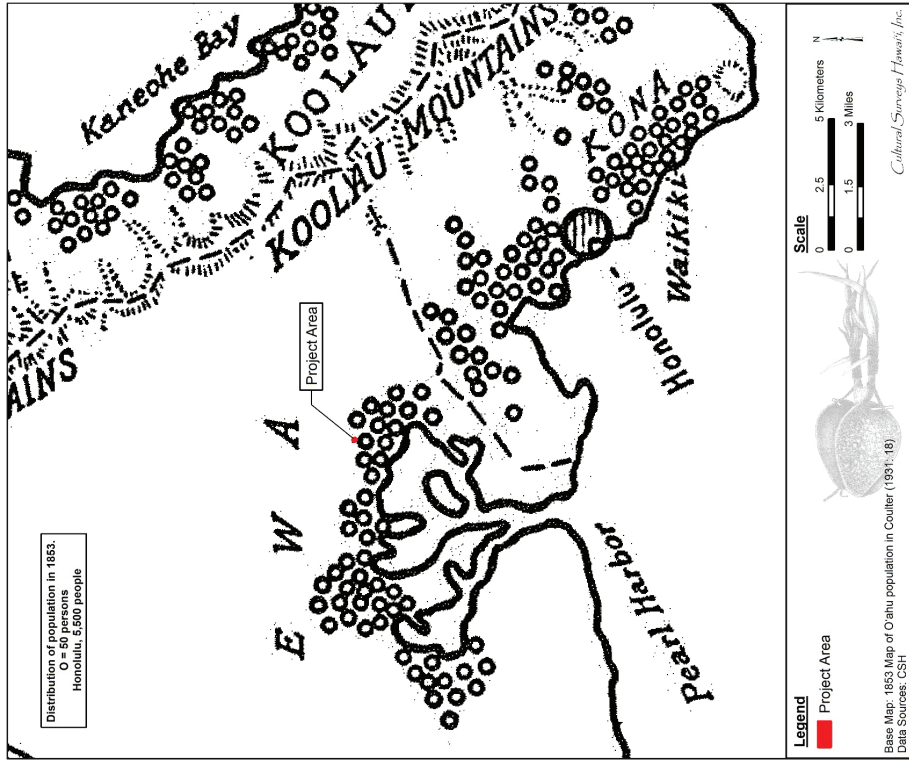 Kaneohe Bay
KOOLAU
KOOLAU MOUNTAINS
AINS
KONA
Waikiki
Honolulu
Project Area
E W A
Pearl Harbor
Distribution of population in 1853.
O = 50 persons
Honolulu, 5,500 people
Legend
Project Area
Base Map: 1853 Map of O'ahu population in Coulter (1931: 18)
Data Sources: CSH
Scale
0 2.5 5 Kilometers
0 1.5 3 Miles
N
Cultural Surveys Hawai'i, Inc.